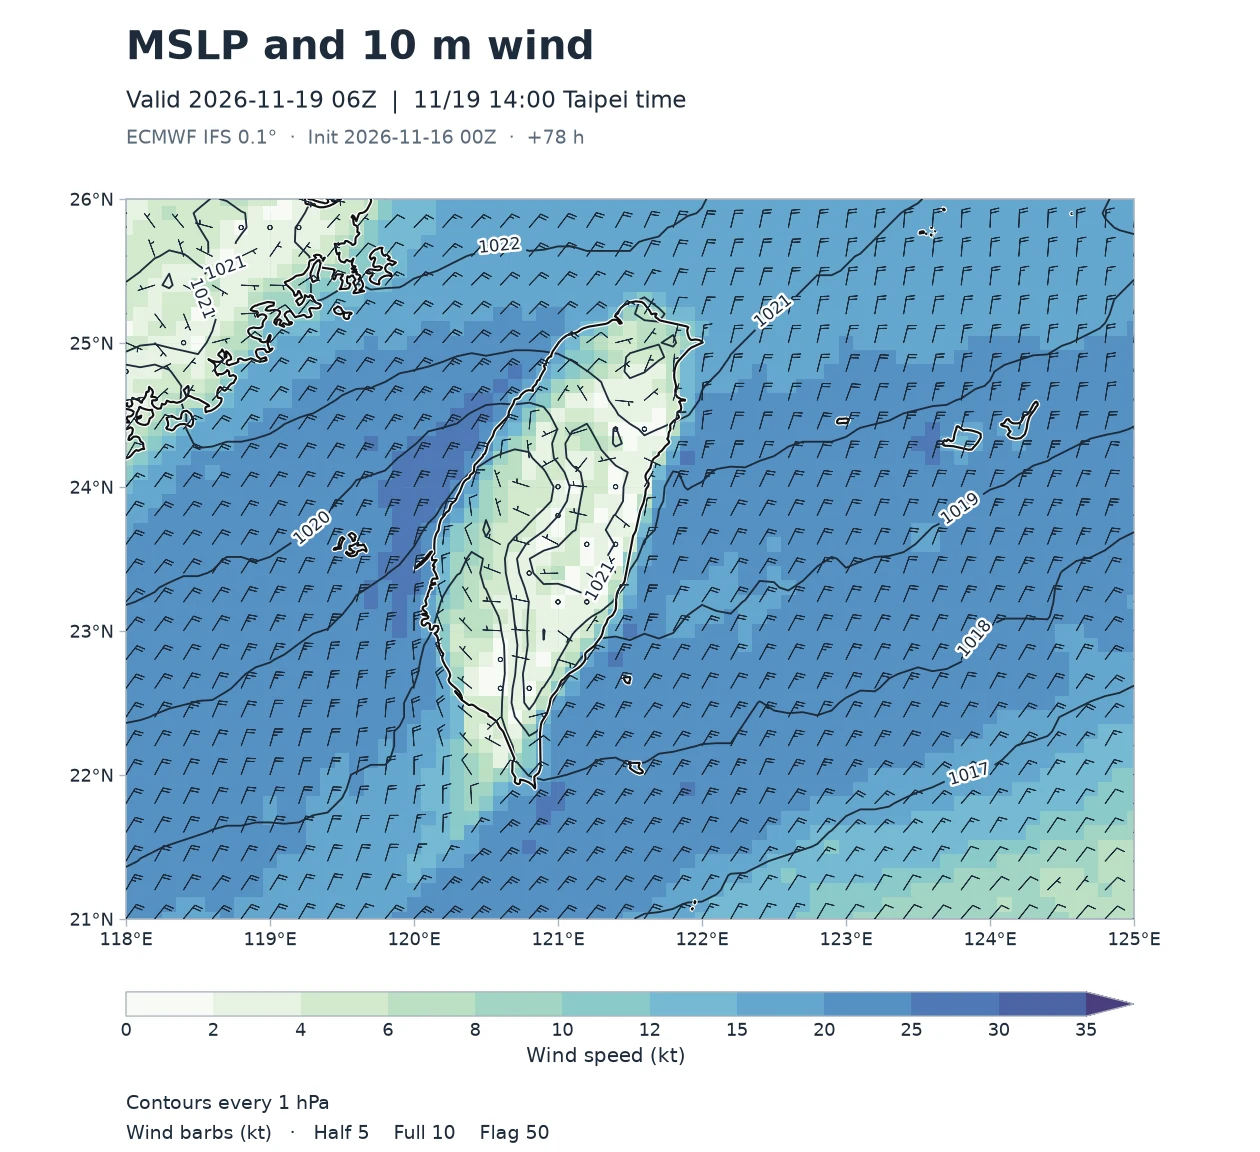 MSLP and 10 m wind
Valid 2026-11-19 06Z | 11/19 14:00 Taipei time
ECMWF IFS 0.1° · Init 2026-11-16 00Z · +78 h
26°N
25°N
24°N
23°N
22°N
21°N
1022
1021
1021
1021
1020
1019
1021
1018
1017
118°E 119°E 120°E 121°E 122°E 123°E 124°E 125°E
0 2 4 6 8 10 12 15 20 25 30 35
Wind speed (kt)
Contours every 1 hPa
Wind barbs (kt) · Half 5 Full 10 Flag 50